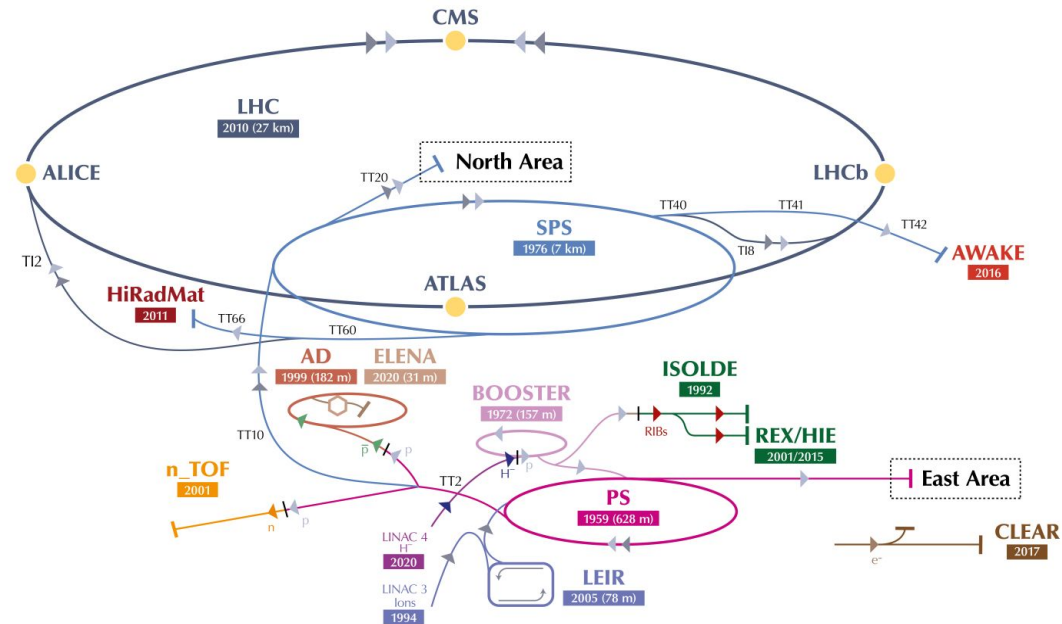 CMS
LHC
2010 (27 km)
ALICE
TT20
North Area
LHCb
TT40
TT41
TT42
SPS
1976 (7 km)
TI8
AWAKE
2016
TI2
ATLAS
HiRadMat
2011
TT66
TT60
AD
1999 (182 m)
ELENA
2020 (31 m)
ISOLDE
1992
BOOSTER
1972 (157 m)
RIBs
REX/HIE
2001/2015
TT10
p̄
p
H⁻
p
n_TOF
2001
TT2
East Area
PS
1959 (628 m)
n
p
LINAC 4
H⁻
2020
CLEAR
2017
e⁻
LINAC 3
Ions
1994
LEIR
2005 (78 m)